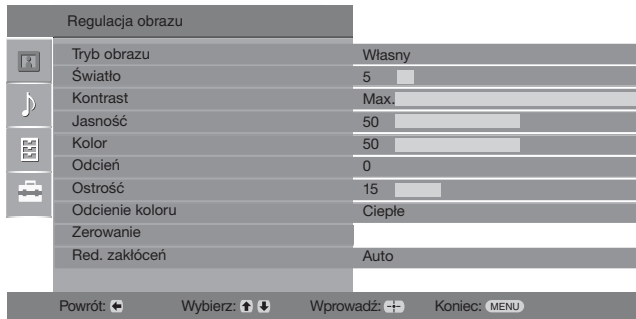 Regulacja obrazu
Tryb obrazu Własny
Światło 5
Kontrast Max.
Jasność 50
Kolor 50
Odcień 0
Ostrość 15
Odcienie koloru Ciepłe
Zerowanie
Red. zakłóceń Auto
Powrót: Wybierz: Wprowadź: Koniec: MENU